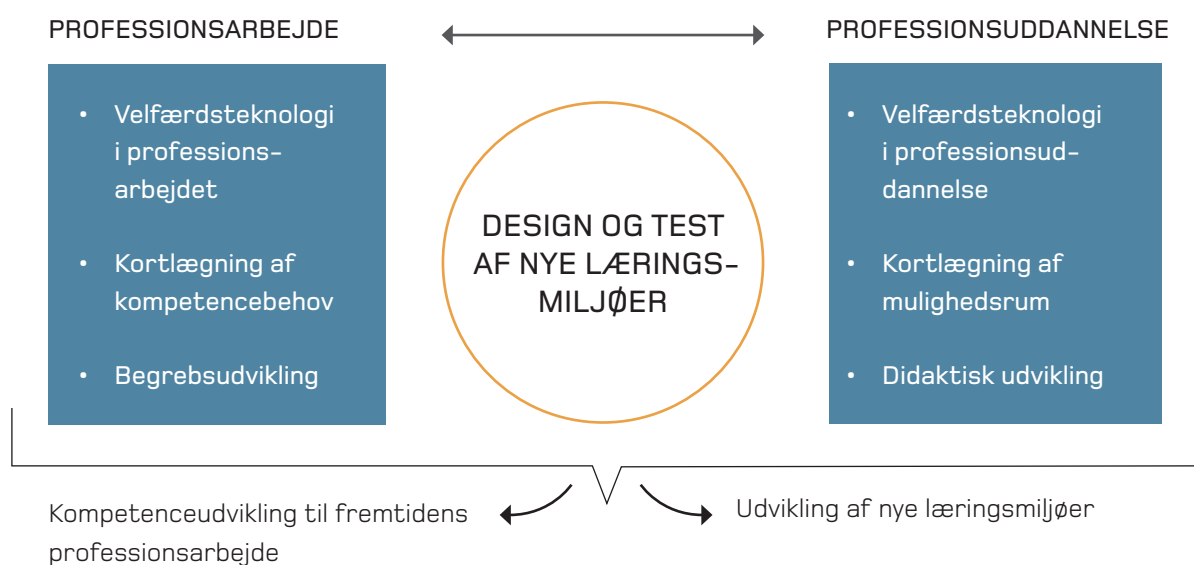 PROFESSIONSARBEJDE
• Velfærdsteknologi
i professions-
arbejdet
• Kortlægning af
kompetencebehov
• Begrebsudvikling
DESIGN OG TEST
AF NYE LÆRINGS-
MILJØER
PROFESSIONSUDDANNELSE
• Velfærdsteknologi
i professionsud-
dannelse
• Kortlægning af
mulighedsrum
• Didaktisk udvikling
Kompetenceudvikling til fremtidens
professionsarbejde
Udvikling af nye læringsmiljøer